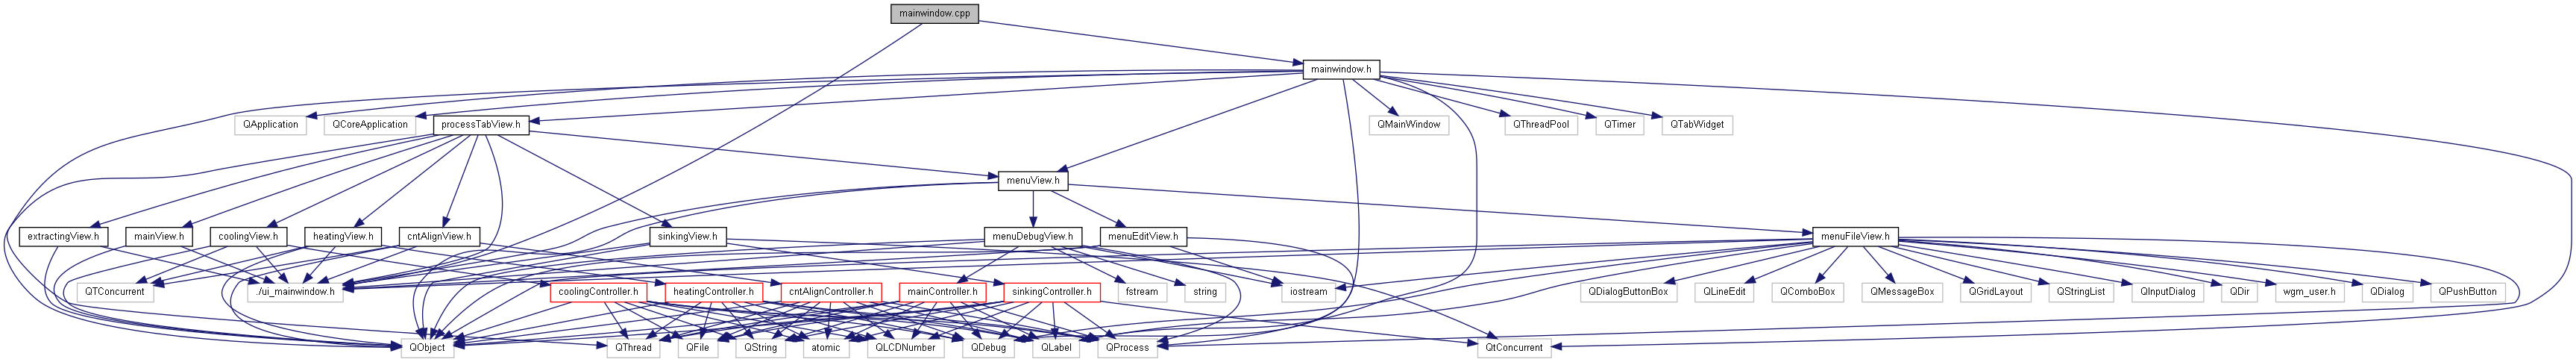 mainwindow.cpp
mainwindow.h
QApplication
QCoreApplication
processTabView.h
QMainWindow
QThreadPool
QTimer
QTabWidget
menuView.h
extractingView.h
mainView.h
coolingView.h
heatingView.h
cntAlignView.h
sinkingView.h
menuDebugView.h
menuEditView.h
menuFileView.h
QTConcurrent
./ui_mainwindow.h
coolingController.h
heatingController.h
cntAlignController.h
mainController.h
sinkingController.h
fstream
string
iostream
QDialogButtonBox
QLineEdit
QComboBox
QMessageBox
QGridLayout
QStringList
QInputDialog
QDir
wgm_user.h
QDialog
QPushButton
QObject
QThread
QFile
QString
atomic
QLCDNumber
QDebug
QLabel
QProcess
QtConcurrent